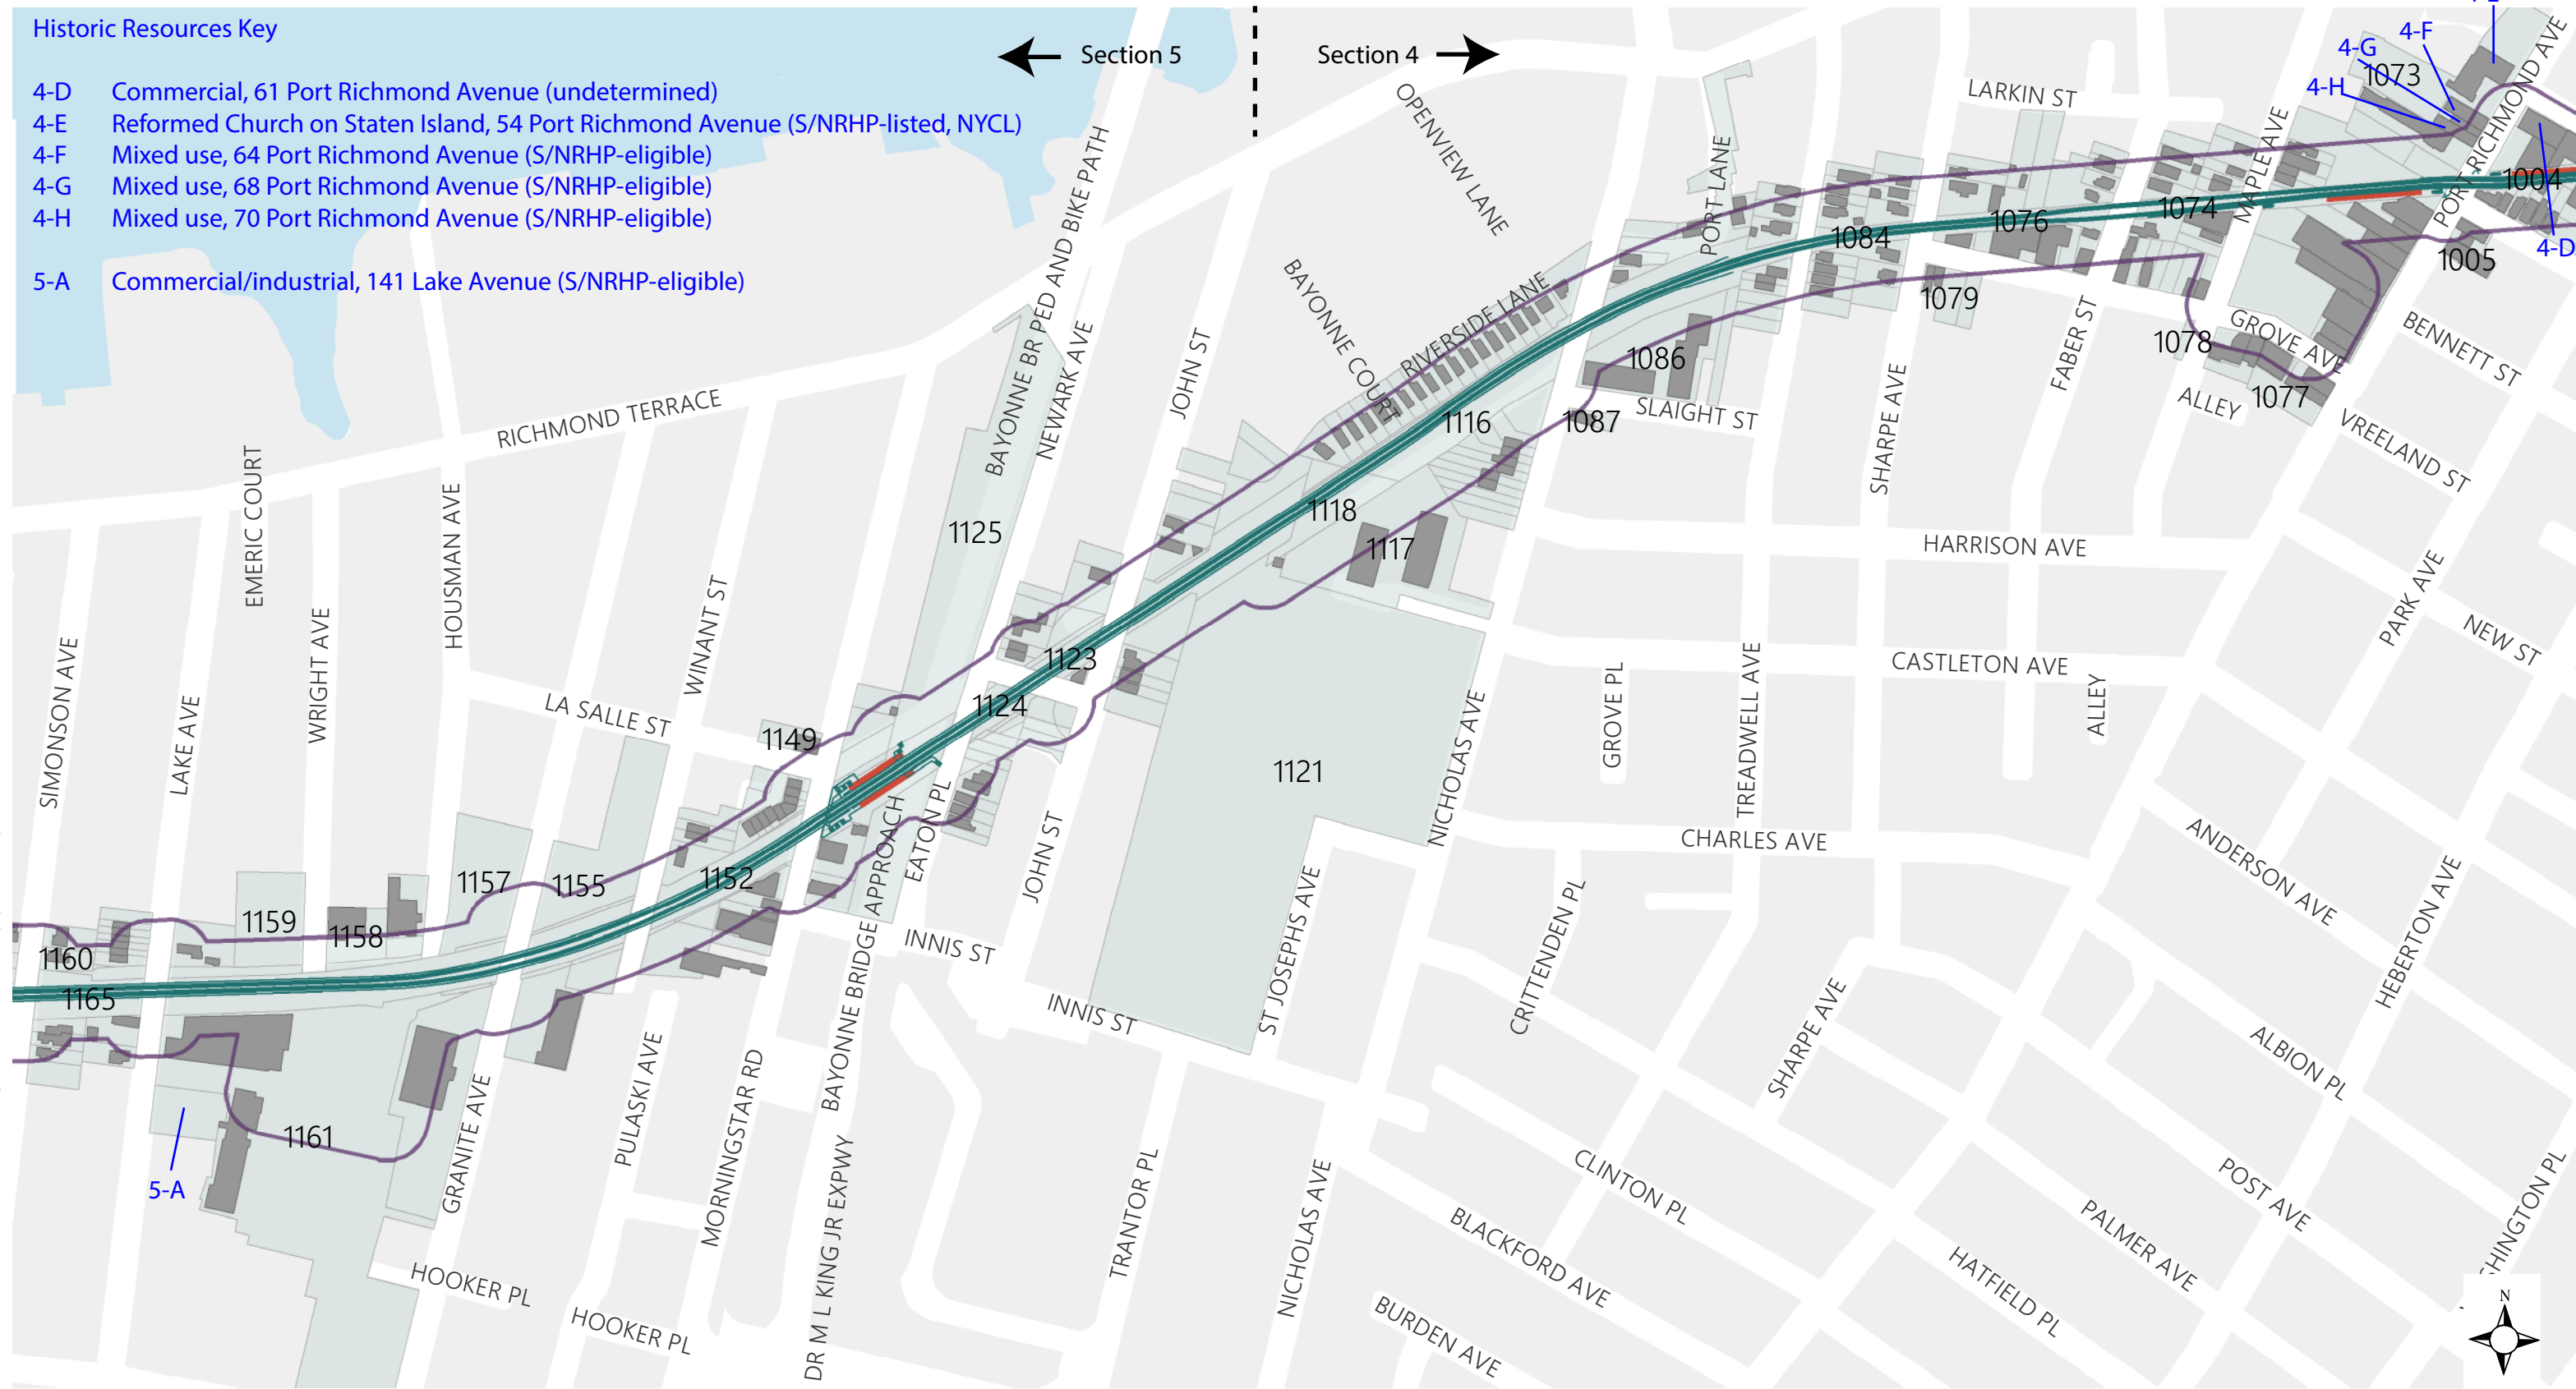 Historic Resources Key
4-D Commercial, 61 Port Richmond Avenue (undetermined)
4-E Reformed Church on Staten Island, 54 Port Richmond Avenue (S/NRHP-listed, NYCL)
4-F Mixed use, 64 Port Richmond Avenue (S/NRHP-eligible)
4-G Mixed use, 68 Port Richmond Avenue (S/NRHP-eligible)
4-H Mixed use, 70 Port Richmond Avenue (S/NRHP-eligible)
5-A Commercial/industrial, 141 Lake Avenue (S/NRHP-eligible)
Section 5
Section 4
4-F
4-G
1073
4-H
LARKIN ST
OPENVIEW LANE
PORT LANE
MAPLE AVE
PORT RICHMOND AVE
1004
4-D
1005
1074
1076
1084
1079
1078
1077
GROVE AVE
BENNETT ST
VREELAND ST
ALLEY
FABER ST
SHARPE AVE
SLAIGHT ST
1086
1087
BAYONNE COURT
RIVERSIDE LANE
1116
1118
1117
BAYONNE BR PED AND BIKE PATH
NEWARK AVE
JOHN ST
RICHMOND TERRACE
EMERIC COURT
HOUSMAN AVE
WRIGHT AVE
SIMONSON AVE
LAKE AVE
LA SALLE ST
WINANT ST
1125
1123
1124
1149
1121
HARRISON AVE
CASTLETON AVE
ALLEY
GROVE PL
TREADWELL AVE
NICHOLAS AVE
CHARLES AVE
PARK AVE
NEW ST
ANDERSON AVE
HEBERTON AVE
ALBION PL
POST AVE
PALMER AVE
HATFIELD PL
CLINTON PL
BLACKFORD AVE
BURDEN AVE
CRITTENDEN PL
SHARPE AVE
ST JOSEPHS AVE
NICHOLAS AVE
TRANTOR PL
INNIS ST
INNIS ST
JOHN ST
EATON PL
BAYONNE BRIDGE APPROACH
DR M L KING JR EXPWY
MORNINGSTAR RD
PULASKI AVE
GRANITE AVE
HOOKER PL
HOOKER PL
1152
1155
1157
1158
1159
1160
1165
1161
5-A
N